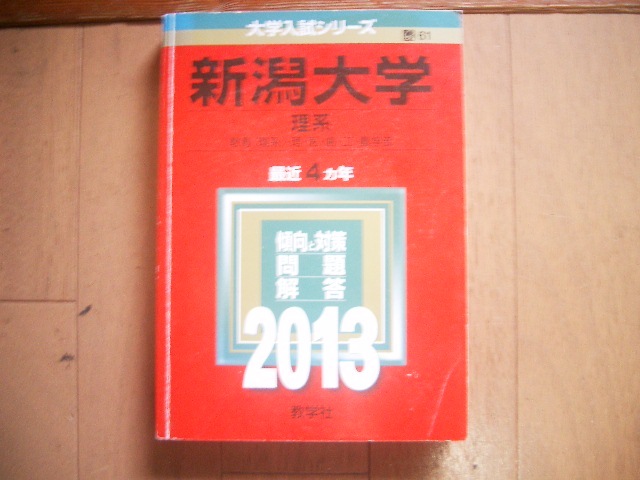 大学入試シリーズ
61
新潟大学
理系
最近4カ年
傾向と対策
問題
解答
2013
教学社